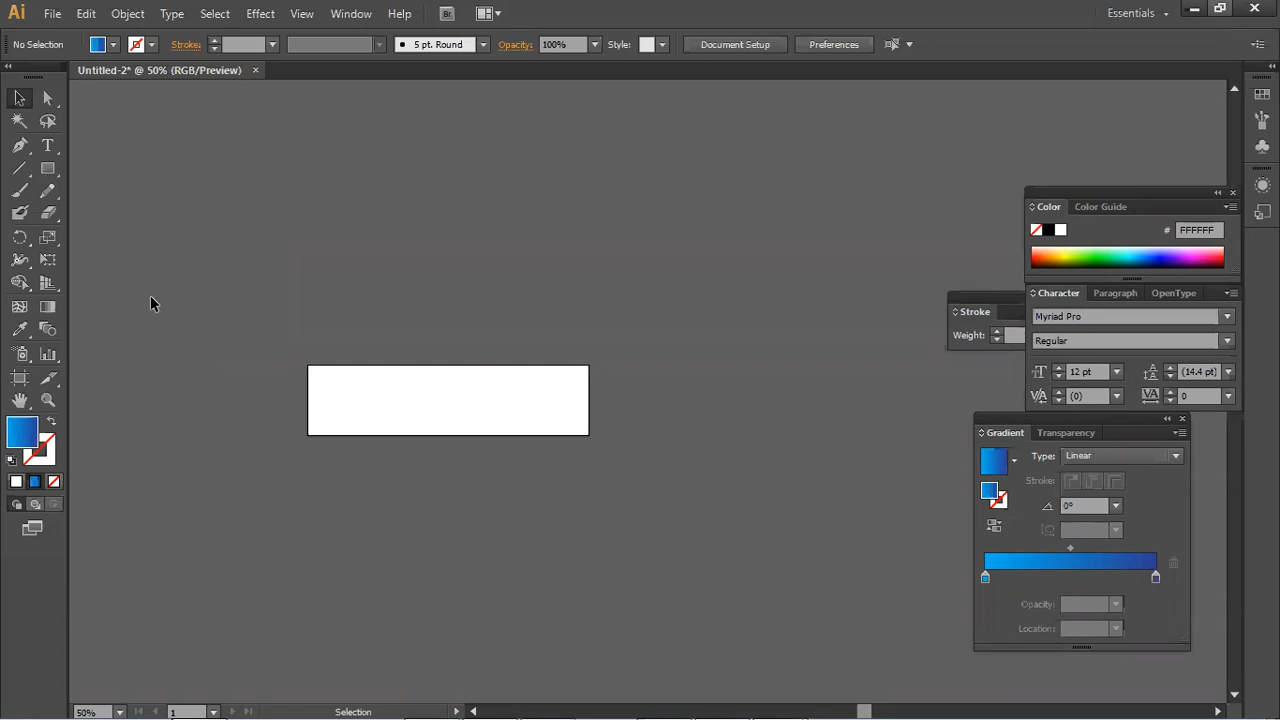 Ai File Edit Object Type Select Effect View Window Help Br Essentials
No Selection Stroke: 5 pt. Round Opacity: 100% Style: Document Setup Preferences
Untitled-2* @ 50% (RGB/Preview)
Color Color Guide
# FFFFFF
Character Paragraph OpenType
Stroke
Myriad Pro
Weight:
Regular
12 pt (14.4 pt)
(0) 0
Gradient Transparency
Type: Linear
Stroke:
0°
Opacity:
Location:
50% 1 Selection